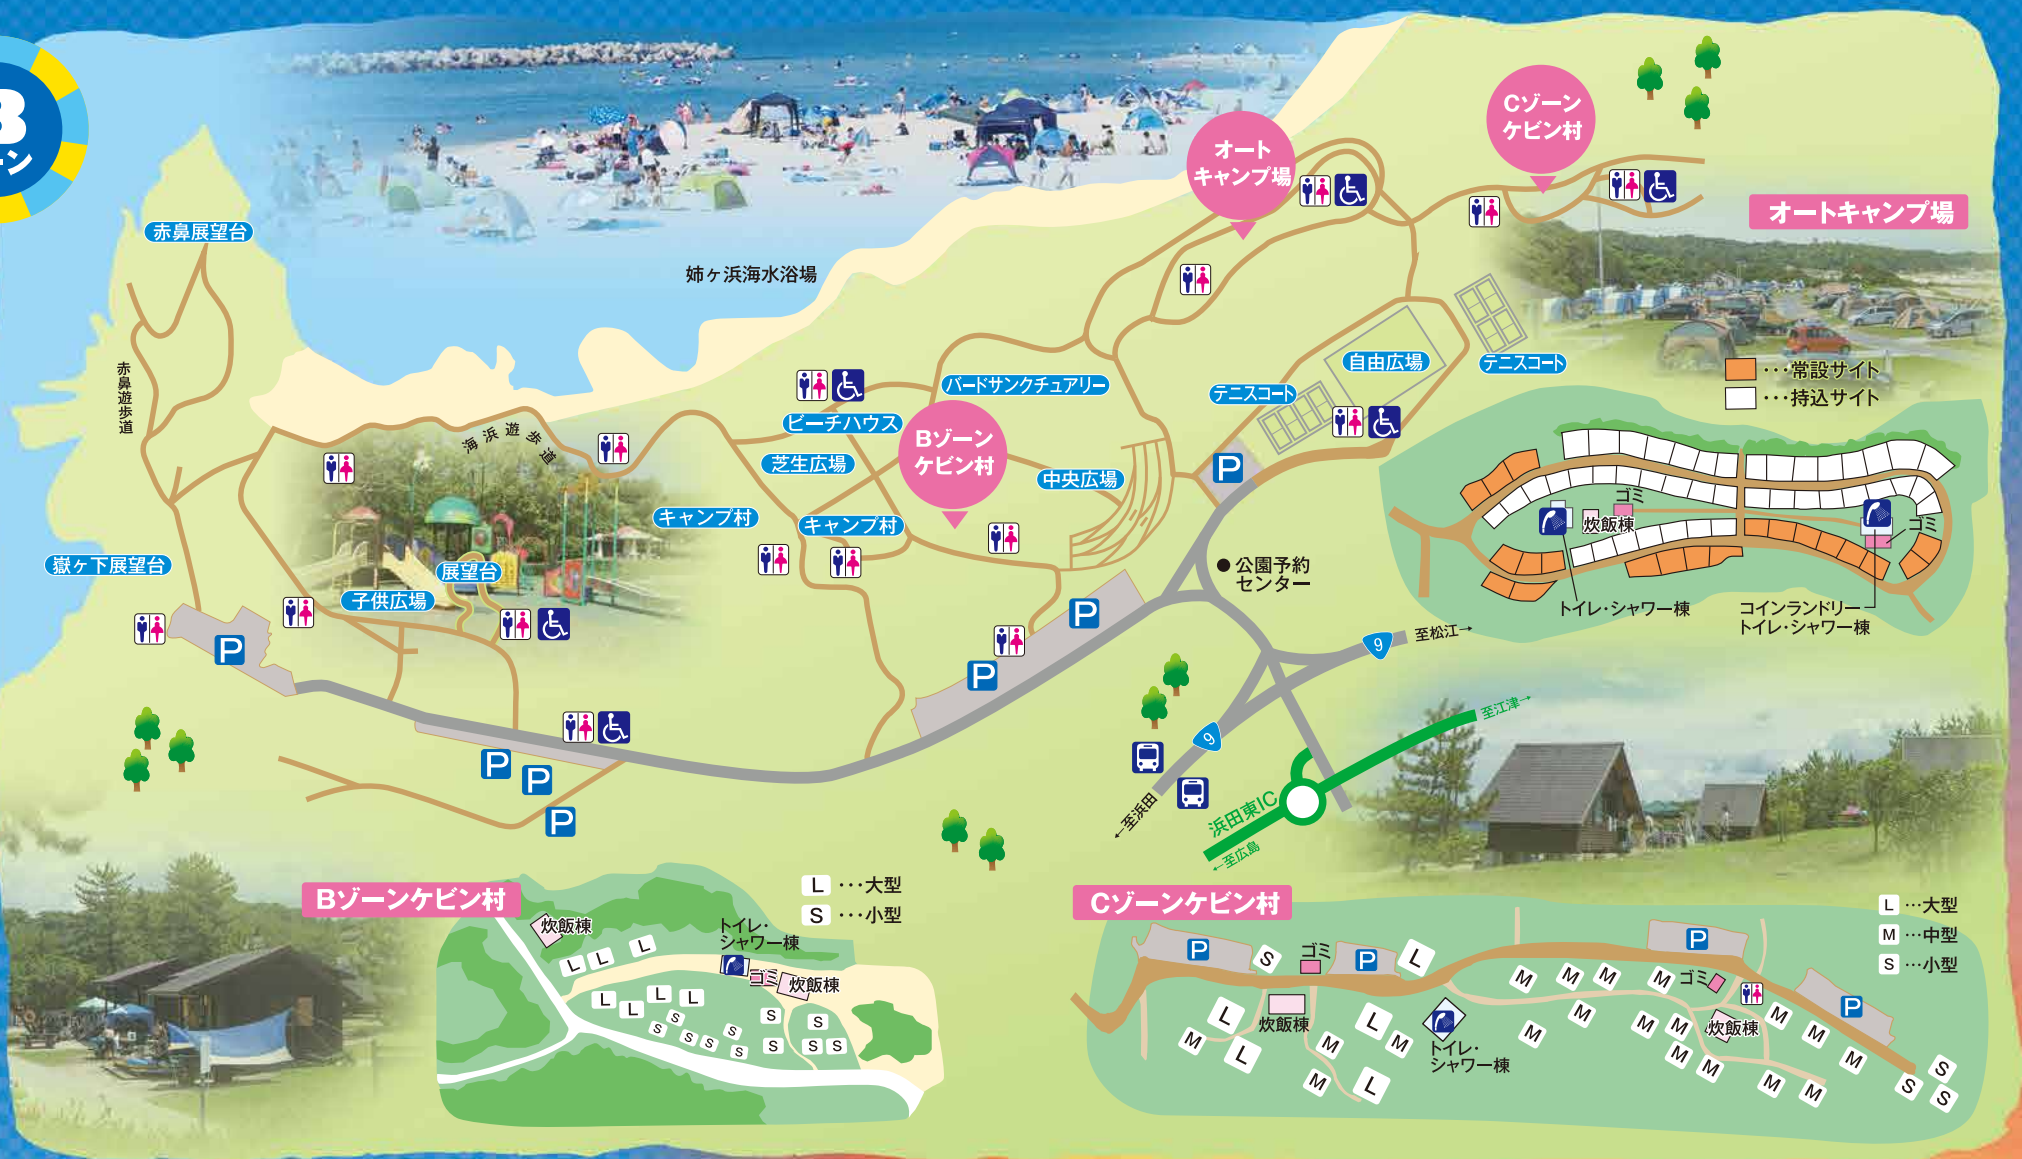 B
ーン
赤鼻展望台
赤鼻遊歩道
嶽ヶ下展望台
姉ヶ浜海水浴場
海浜遊歩道
展望台
子供広場
キャンプ村
キャンプ村
芝生広場
ビーチハウス
バードサンクチュアリー
Bゾーン
ケビン村
中央広場
オート
キャンプ場
Cゾーン
ケビン村
テニスコート
自由広場
テニスコート
P
P
P
P
P
P
P
公園予約
センター
9
至松江→
9
←至浜田
浜田東IC
至江津→
←至広島
オートキャンプ場
・・・常設サイト
・・・持込サイト
ゴミ
炊飯棟
ゴミ
トイレ・シャワー棟
コインランドリー
トイレ・シャワー棟
Bゾーンケビン村
L ・・・大型
S ・・・小型
炊飯棟
トイレ・
シャワー棟
ゴミ
炊飯棟
L L L
L L L L
S S S S S S
S S S S S
Cゾーンケビン村
L …大型
M …中型
S …小型
P
S
ゴミ
P
L
P
P
炊飯棟
トイレ・
シャワー棟
ゴミ
炊飯棟
L M L
L M M M L
M M M M
M M M M M
M M M M M
M M
S S S